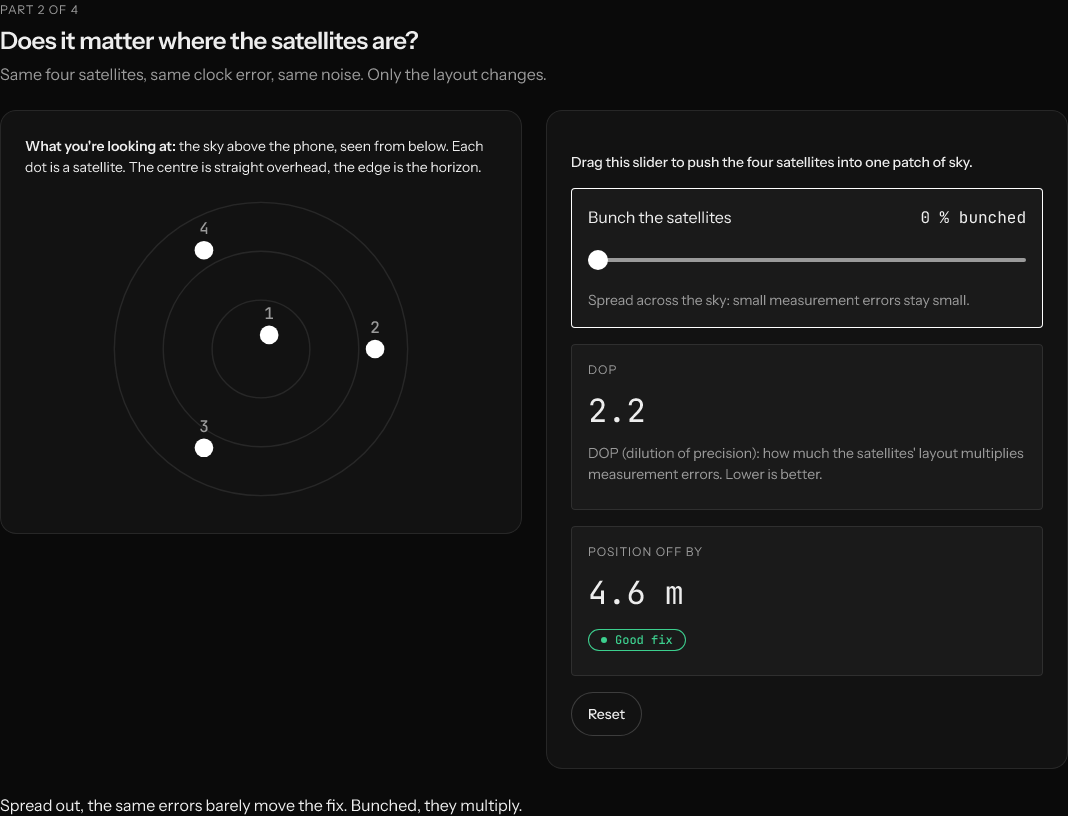 PART 2 OF 4
Does it matter where the satellites are?
Same four satellites, same clock error, same noise. Only the layout changes.
What you're looking at: the sky above the phone, seen from below. Each
dot is a satellite. The centre is straight overhead, the edge is the horizon.
4
1
2
3
Drag this slider to push the four satellites into one patch of sky.
Bunch the satellites 0 % bunched
Spread across the sky: small measurement errors stay small.
DOP
2.2
DOP (dilution of precision): how much the satellites' layout multiplies
measurement errors. Lower is better.
POSITION OFF BY
4.6 m
Good fix
Reset
Spread out, the same errors barely move the fix. Bunched, they multiply.